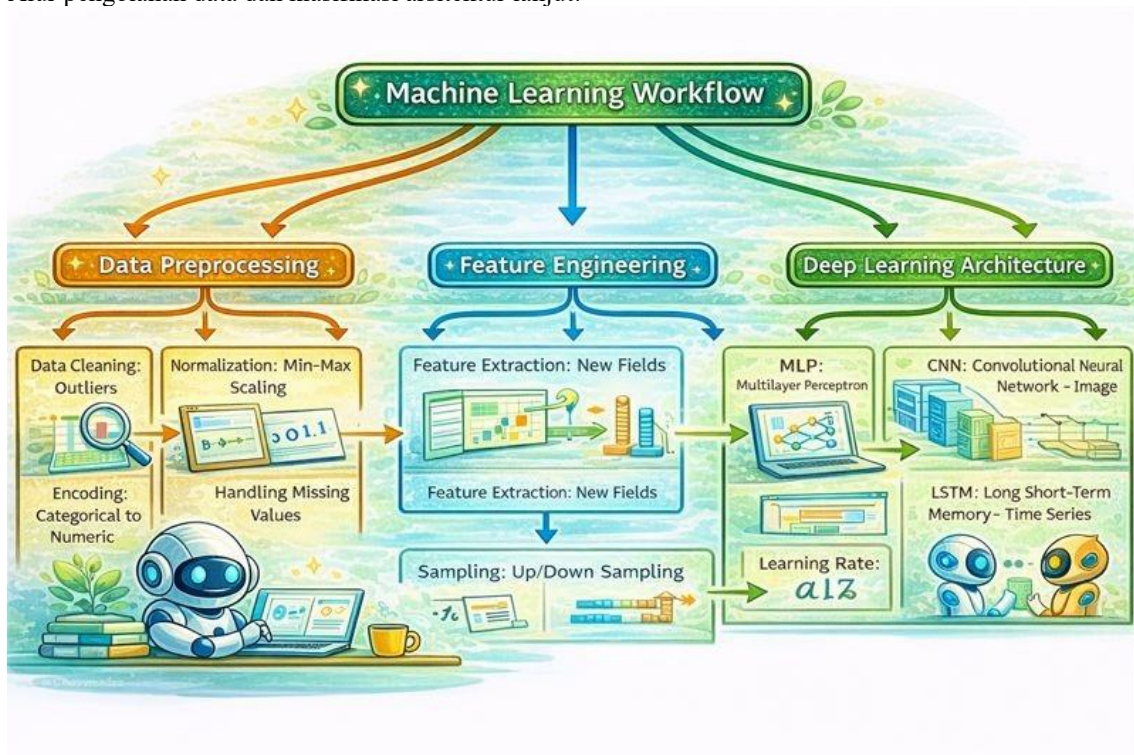 Machine Learning Workflow
Data Preprocessing
Feature Engineering
Deep Learning Architecture
Data Cleaning:
Outliers
Normalization: Min-Max
Scaling
Encoding:
Categorical to
Numeric
Handling Missing
Values
Feature Extraction: New Fields
Feature Extraction: New Fields
Sampling: Up/Down Sampling
MLP:
Multilayer Perceptron
CNN: Convolutional Neural
Network - Image
LSTM: Long Short-Term
Memory - Time Series
Learning Rate: